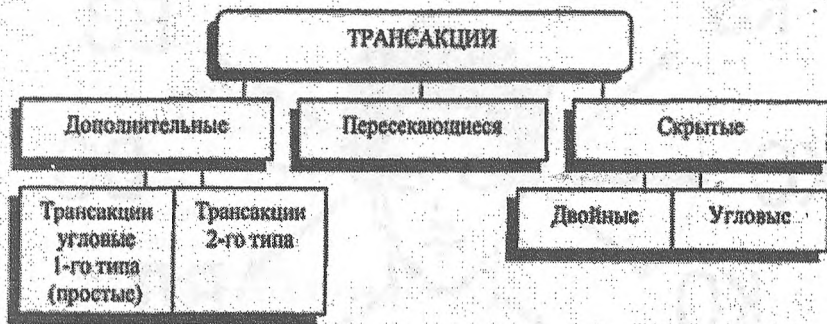 ТРАНСАКЦИИ
Дополнительные
Пересекающиеся
Скрытые
Трансакции
угловые
1-го типа
(простые)
Трансакции
2-го типа
Двойные
Угловые